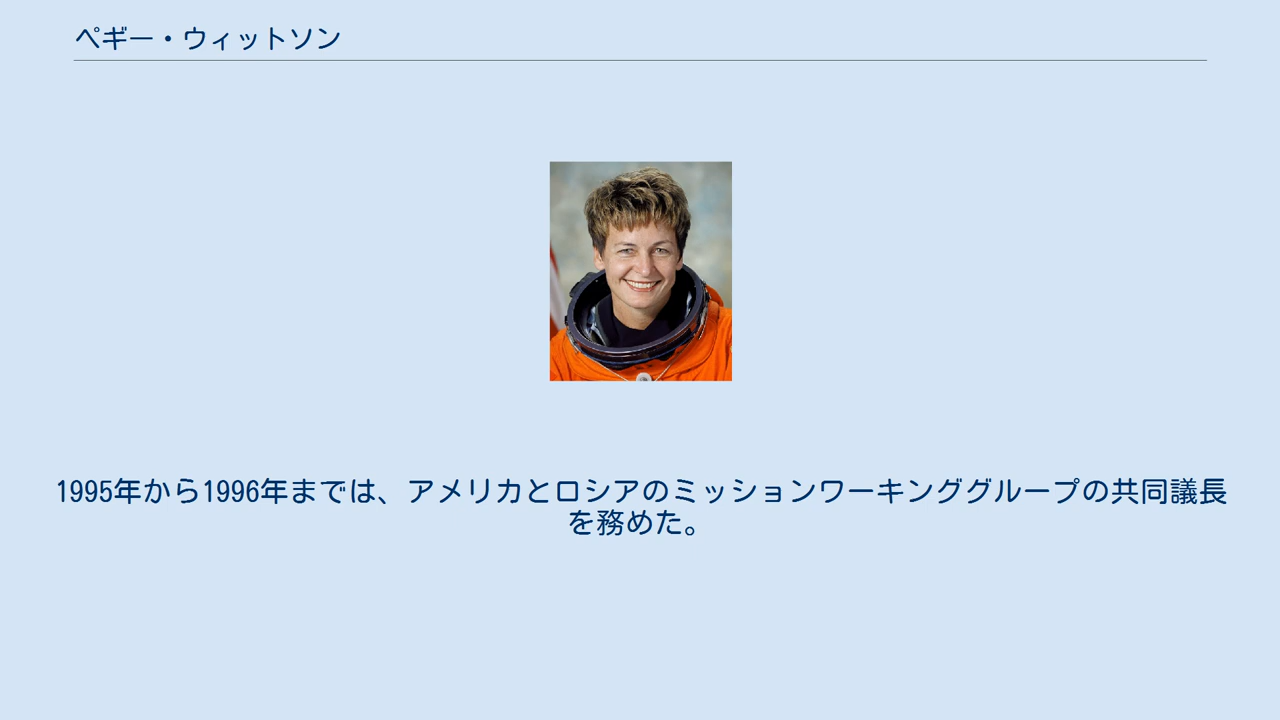 ペギー・ウィットソン
1995年から1996年までは、アメリカとロシアのミッションワーキンググループの共同議長
を務めた。